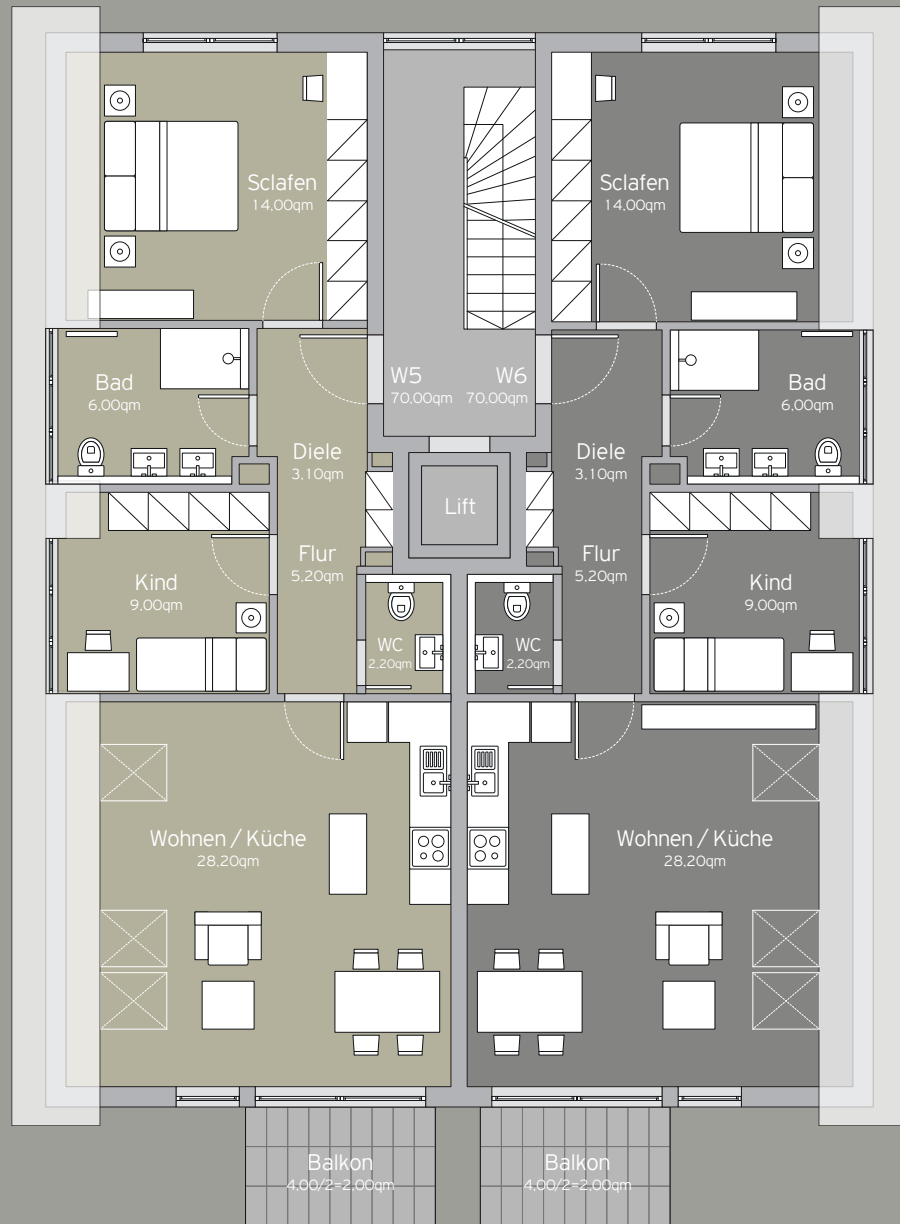 Sclafen
14,00qm
Sclafen
14,00qm
W5
70,00qm
W6
70,00qm
Bad
6,00qm
Bad
6,00qm
Diele
3,10qm
Diele
3,10qm
Lift
Flur
5,20qm
Flur
5,20qm
Kind
9,00qm
Kind
9,00qm
WC
2,20qm
WC
2,20qm
Wohnen / Küche
28,20qm
Wohnen / Küche
28,20qm
Balkon
4,00/2=2,00qm
Balkon
4,00/2=2,00qm